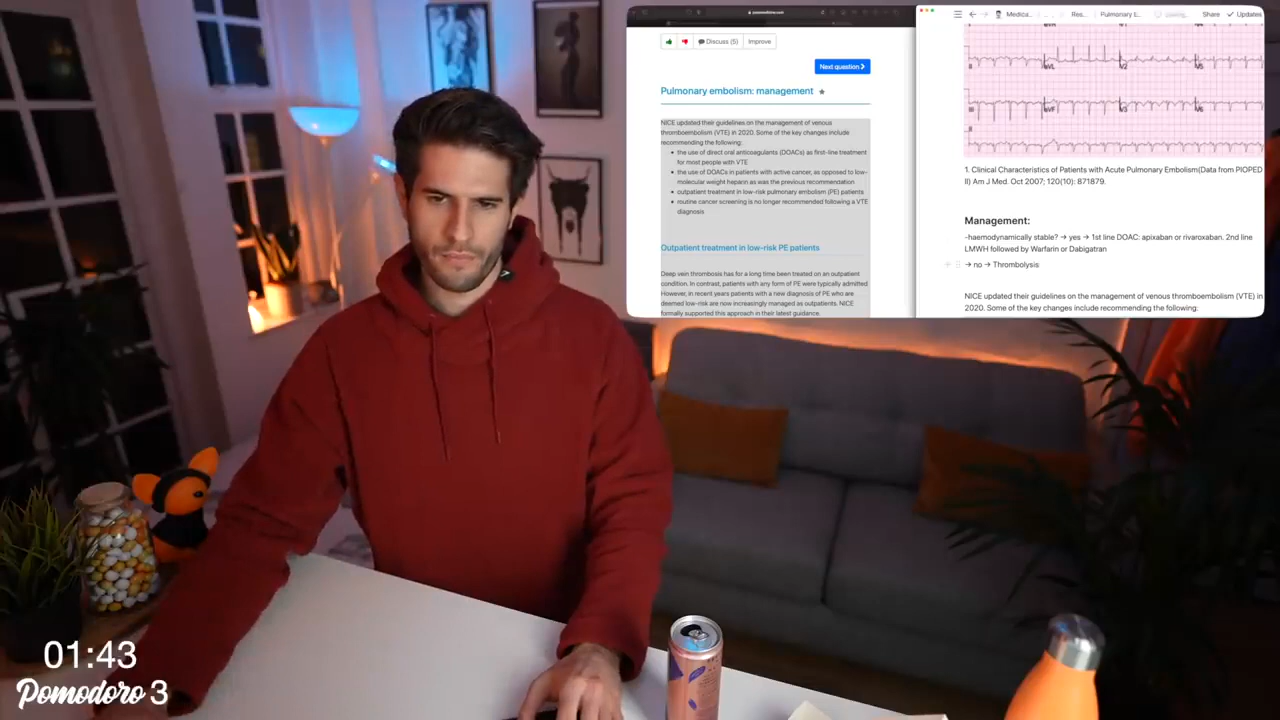 Discuss (5)
Improve
Next question
Pulmonary embolism: management
NICE updated their guidelines on the management of venous
thromboembolism (VTE) in 2020. Some of the key changes include
recommending the following:
the use of direct oral anticoagulants (DOACs) as first-line treatment
for most people with VTE
the use of DOACs in patients with active cancer, as opposed to low-
molecular weight heparin as was the previous recommendation
outpatient treatment in low-risk pulmonary embolism (PE) patients
routine cancer screening is no longer recommended following a VTE
diagnosis
Outpatient treatment in low-risk PE patients
Deep vein thrombosis has for a long time been treated on an outpatient
condition. In contrast, patients with any form of PE were typically admitted
However, in recent years patients with a new diagnosis of PE who are
deemed low-risk are now increasingly managed as outpatients. NICE
formally supported this approach in their latest guidance.
Medica... ... Res... Pulmonary E...
Share
Updates
II
aVL
V2
V5
III
aVF
V3
V6
II
1. Clinical Characteristics of Patients with Acute Pulmonary Embolism(Data from PIOPED
II) Am J Med. Oct 2007; 120(10): 871879.
Management:
-haemodynamically stable? → yes → 1st line DOAC: apixaban or rivaroxaban. 2nd line
LMWH followed by Warfarin or Dabigatran
→ no → Thrombolysis
NICE updated their guidelines on the management of venous thromboembolism (VTE) in
2020. Some of the key changes include recommending the following:
01:43
Pomodoro 3